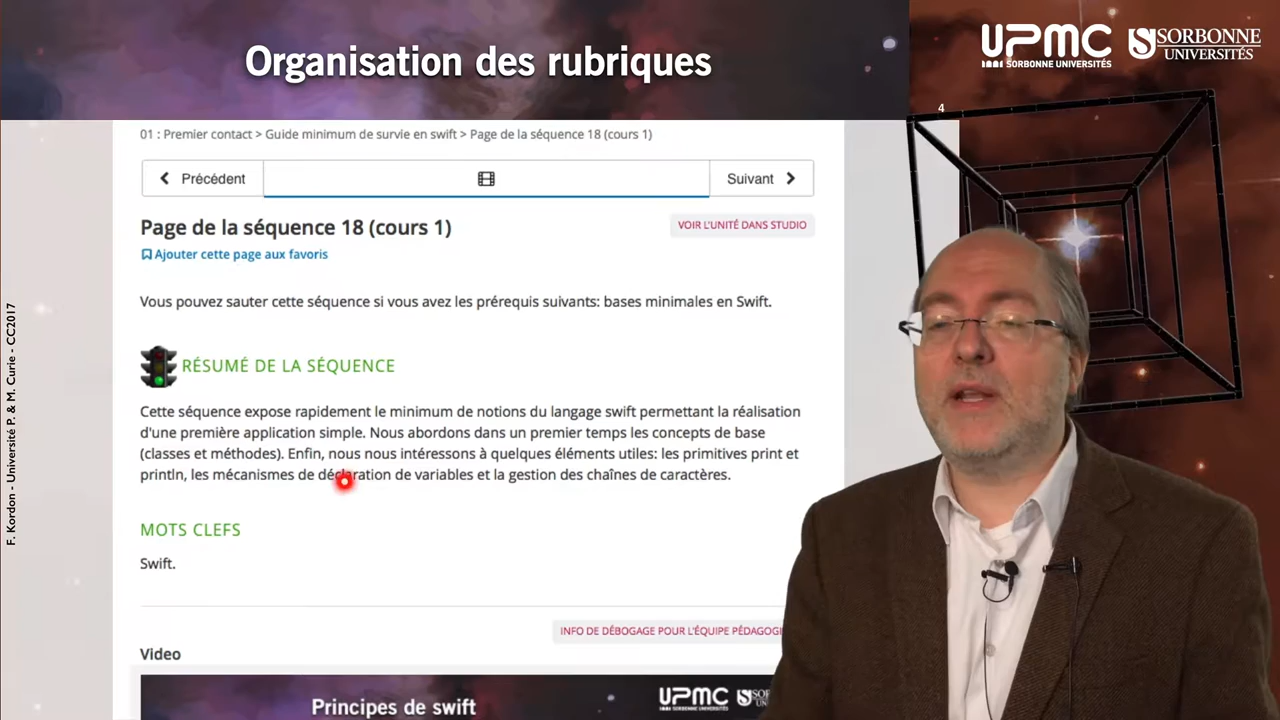 Organisation des rubriques
UPMC
SORBONNE UNIVERSITÉS
SORBONNE
UNIVERSITÉS
4
01 : Premier contact > Guide minimum de survie en swift > Page de la séquence 18 (cours 1)
Précédent
Suivant
Page de la séquence 18 (cours 1)
VOIR L'UNITÉ DANS STUDIO
Ajouter cette page aux favoris
Vous pouvez sauter cette séquence si vous avez les prérequis suivants: bases minimales en Swift.
RÉSUMÉ DE LA SÉQUENCE
Cette séquence expose rapidement le minimum de notions du langage swift permettant la réalisation
d'une première application simple. Nous abordons dans un premier temps les concepts de base
(classes et méthodes). Enfin, nous nous intéressons à quelques éléments utiles: les primitives print et
println, les mécanismes de déclaration de variables et la gestion des chaînes de caractères.
MOTS CLEFS
Swift.
INFO DE DÉBOGAGE POUR L'ÉQUIPE PÉDAGOGI
Video
Principes de swift
UPMC
SOR
UN
F. Kordon - Université P. & M. Curie - CC2017